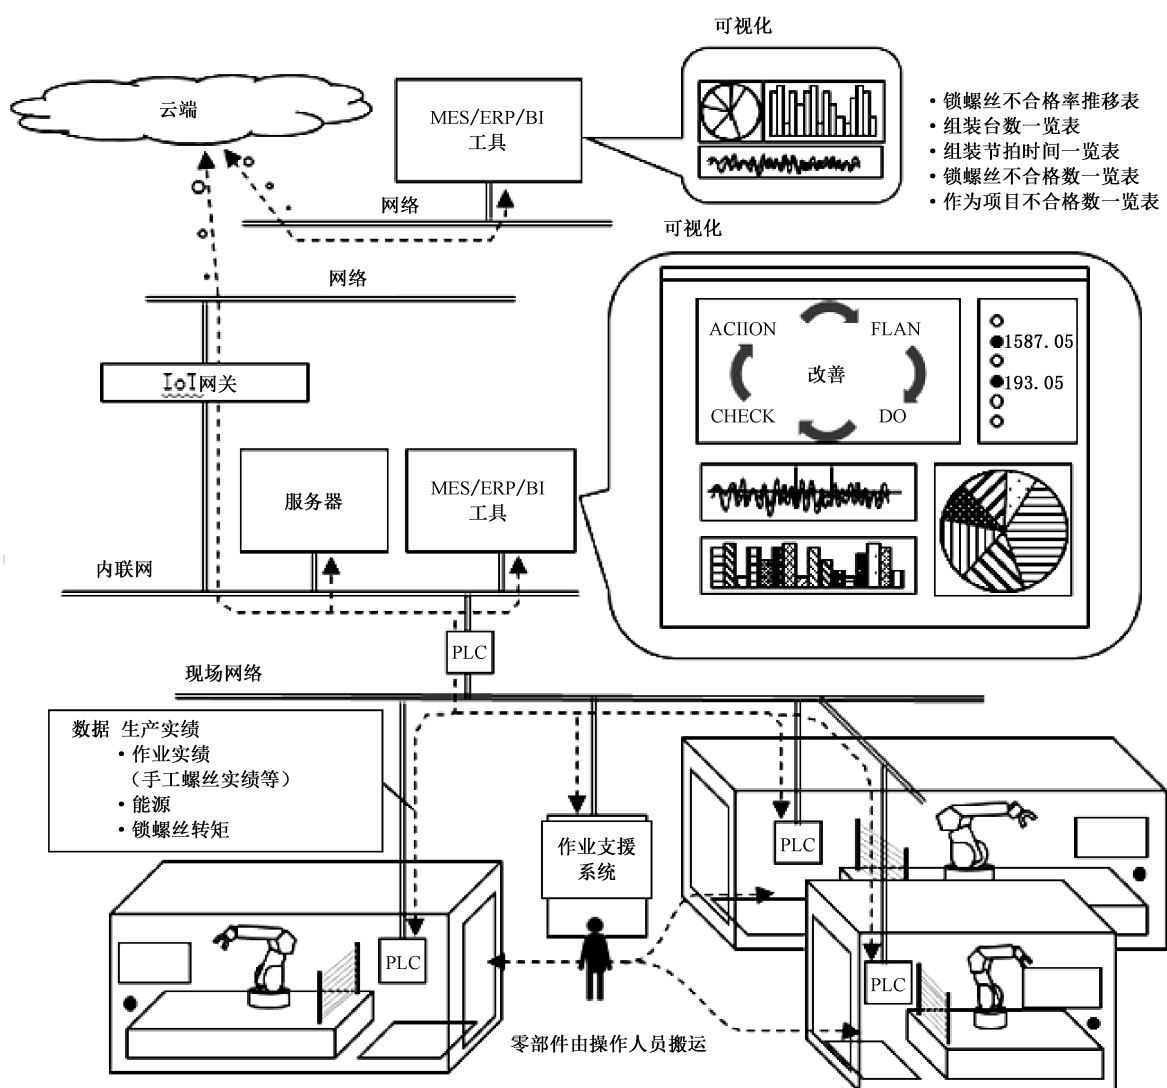 可视化
云端
MES/ERP/BI
工具
·锁螺丝不合格率推移表
·组装台数一览表
·组装节拍时间一览表
·锁螺丝不合格数一览表
·作为项目不合格数一览表
网络
可视化
网络
ACIION
FLAN
改善
CHECK
DO
1587.05
193.05
IoT网关
服务器
MES/ERP/BI
工具
内联网
PLC
现场网络
数据 生产实绩
·作业实绩
（手工螺丝实绩等）
·能源
·锁螺丝转矩
作业支援
系统
PLC
PLC
PLC
零部件由操作人员搬运